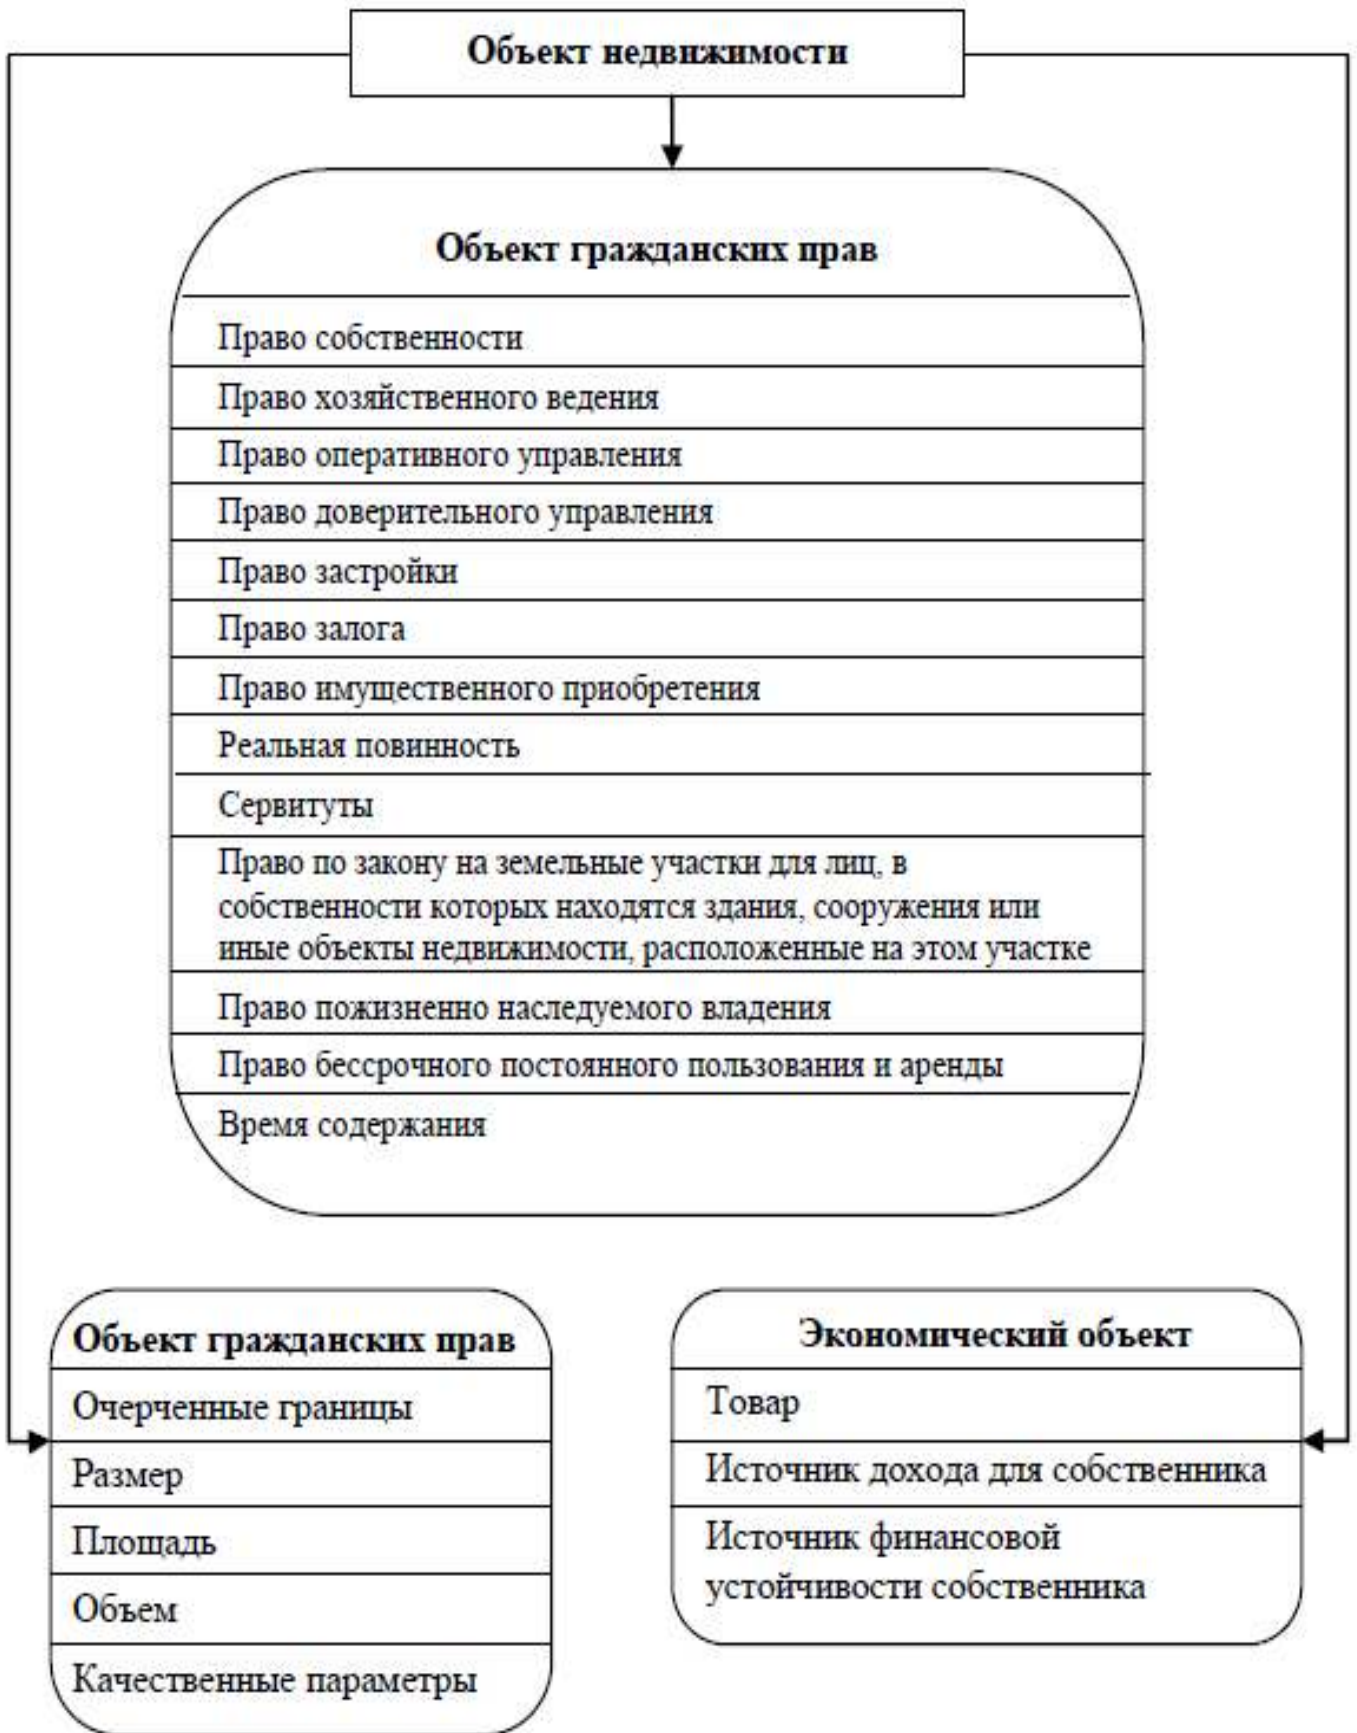 Объект недвижимости
Объект гражданских прав
Право собственности
Право хозяйственного ведения
Право оперативного управления
Право доверительного управления
Право застройки
Право залога
Право имущественного приобретения
Реальная повинность
Сервитуты
Право по закону на земельные участки для лиц, в
собственности которых находятся здания, сооружения или
иные объекты недвижимости, расположенные на этом участке
Право пожизненно наследуемого владения
Право бессрочного постоянного пользования и аренды
Время содержания
Объект гражданских прав
Очерченные границы
Размер
Площадь
Объем
Качественные параметры
Экономический объект
Товар
Источник дохода для собственника
Источник финансовой
устойчивости собственника